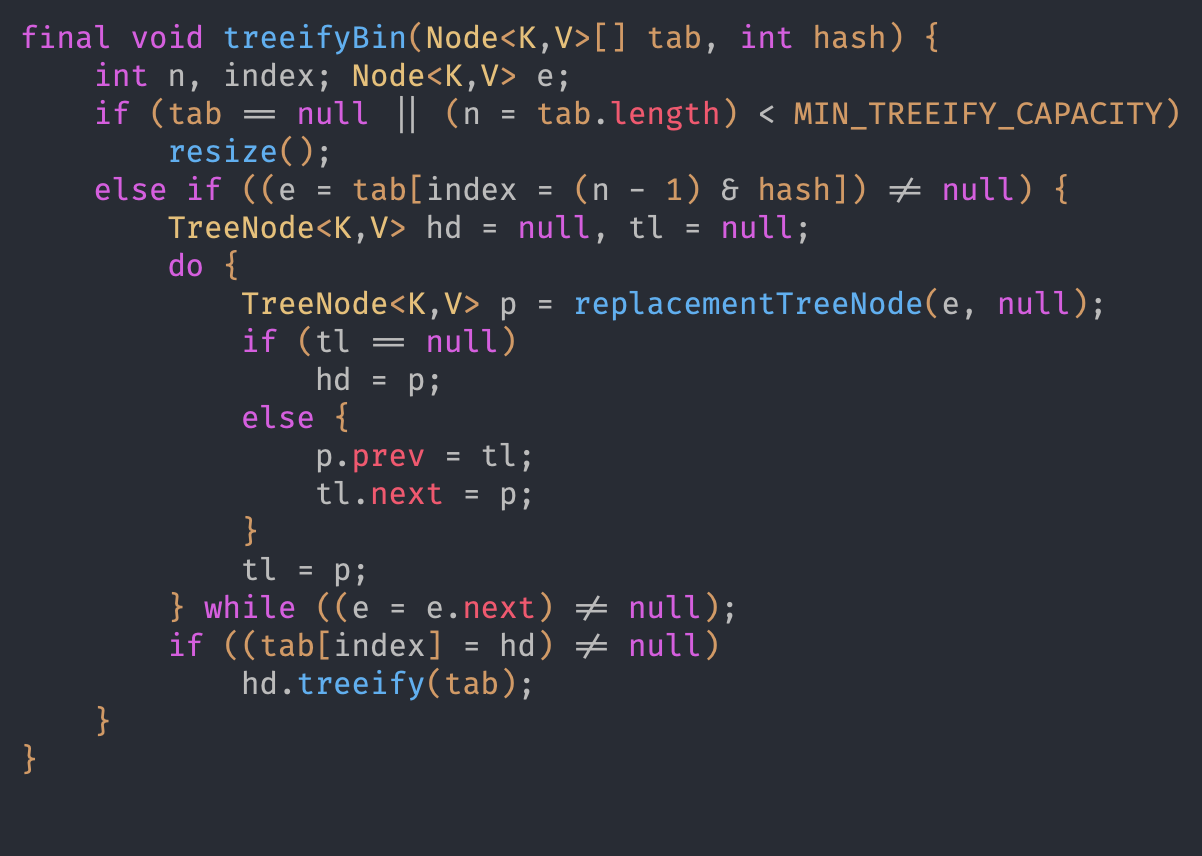 final void treeifyBin(Node<K,V>[] tab, int hash) {
    int n, index; Node<K,V> e;
    if (tab == null || (n = tab.length) < MIN_TREEIFY_CAPACITY)
        resize();
    else if ((e = tab[index = (n - 1) & hash]) != null) {
        TreeNode<K,V> hd = null, tl = null;
        do {
            TreeNode<K,V> p = replacementTreeNode(e, null);
            if (tl == null)
                hd = p;
            else {
                p.prev = tl;
                tl.next = p;
            }
            tl = p;
        } while ((e = e.next) != null);
        if ((tab[index] = hd) != null)
            hd.treeify(tab);
    }
}